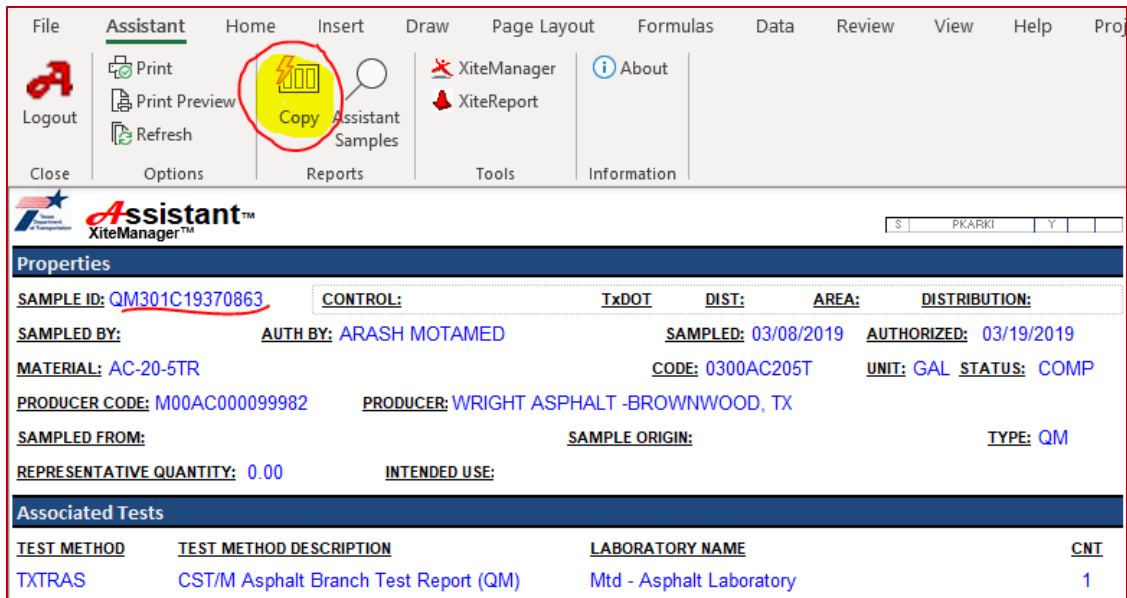 File Assistant Home Insert Draw Page Layout Formulas Data Review View Help Proj
Logout
Print
Print Preview
Refresh
Copy
Assistant Samples
XiteManager
XiteReport
About
Close Options Reports Tools Information
Texas Department of Transportation
Assistant™
XiteManager™
S PKARKI Y
Properties
SAMPLE ID: QM301C19370863 CONTROL: TxDOT DIST: AREA: DISTRIBUTION:
SAMPLED BY: AUTH BY: ARASH MOTAMED SAMPLED: 03/08/2019 AUTHORIZED: 03/19/2019
MATERIAL: AC-20-5TR CODE: 0300AC205T UNIT: GAL STATUS: COMP
PRODUCER CODE: M00AC000099982 PRODUCER: WRIGHT ASPHALT -BROWNWOOD, TX
SAMPLED FROM: SAMPLE ORIGIN: TYPE: QM
REPRESENTATIVE QUANTITY: 0.00 INTENDED USE:
Associated Tests
TEST METHOD TEST METHOD DESCRIPTION LABORATORY NAME CNT
TXTRAS CST/M Asphalt Branch Test Report (QM) Mtd - Asphalt Laboratory 1